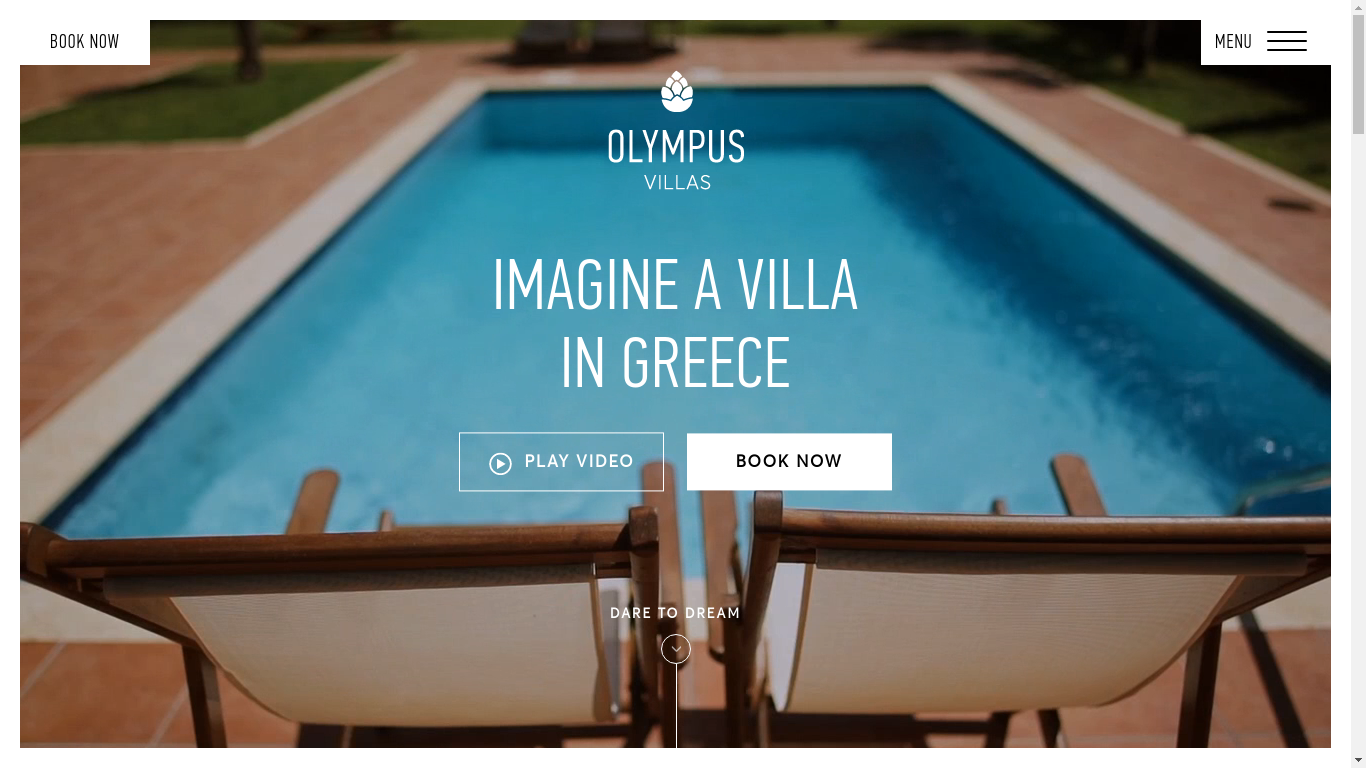 BOOK NOW
MENU
OLYMPUS
VILLAS
IMAGINE A VILLA
IN GREECE
PLAY VIDEO
BOOK NOW
DARE TO DREAM